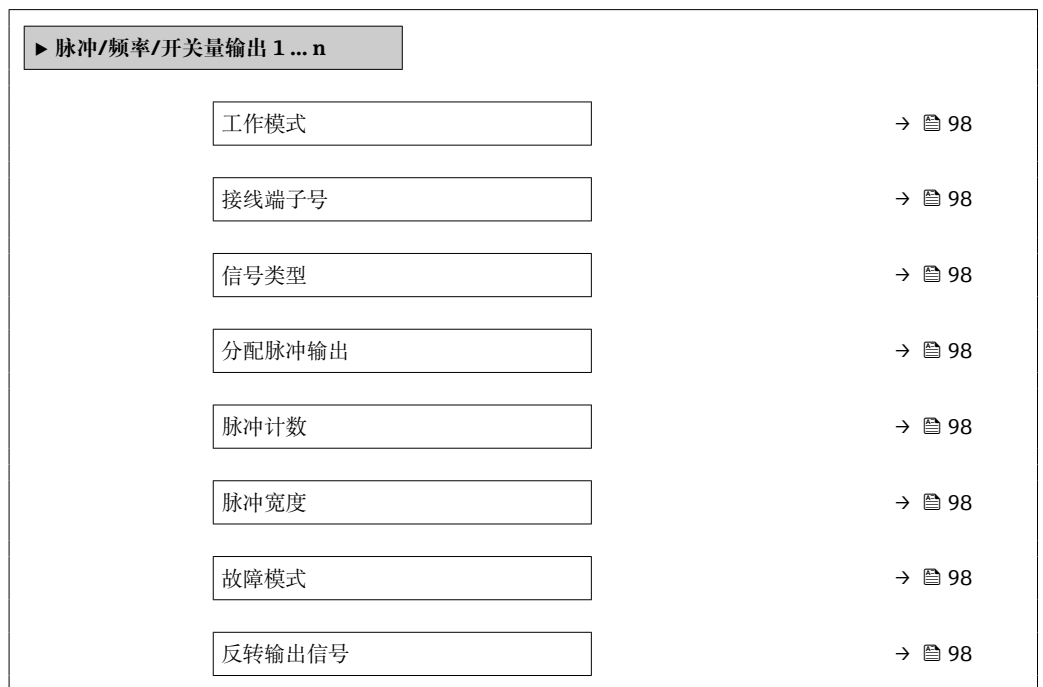 ▶ 脉冲/频率/开关量输出 1 ... n
工作模式 → 98
接线端子号 → 98
信号类型 → 98
分配脉冲输出 → 98
脉冲计数 → 98
脉冲宽度 → 98
故障模式 → 98
反转输出信号 → 98